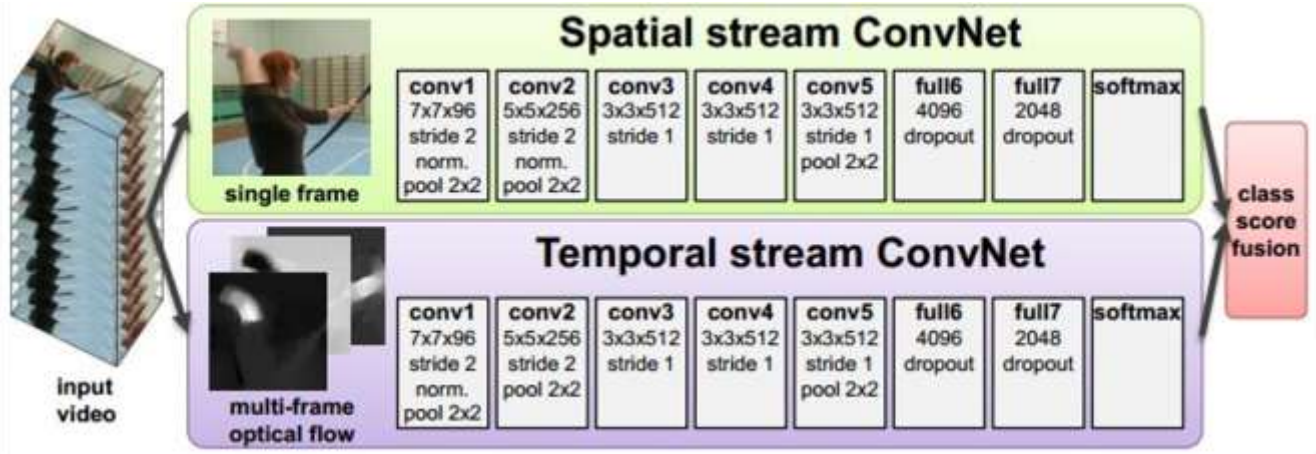 Spatial stream ConvNet
single frame
conv1
7x7x96
stride 2
norm.
pool 2x2
conv2
5x5x256
stride 2
norm.
pool 2x2
conv3
3x3x512
stride 1
conv4
3x3x512
stride 1
conv5
3x3x512
stride 1
pool 2x2
full6
4096
dropout
full7
2048
dropout
softmax
Temporal stream ConvNet
multi-frame
optical flow
conv1
7x7x96
stride 2
norm.
pool 2x2
conv2
5x5x256
stride 2
pool 2x2
conv3
3x3x512
stride 1
conv4
3x3x512
stride 1
conv5
3x3x512
stride 1
pool 2x2
full6
4096
dropout
full7
2048
dropout
softmax
input
video
class
score
fusion